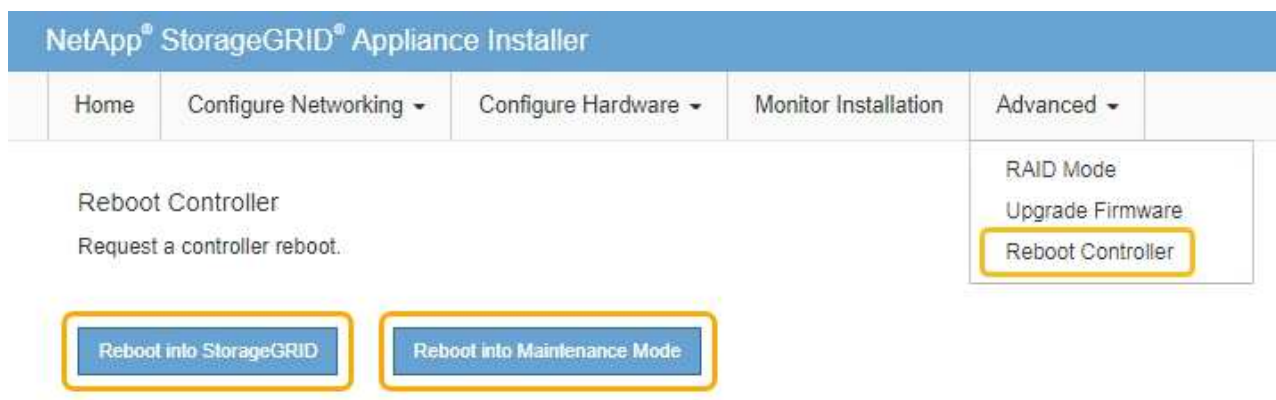 NetApp® StorageGRID® Appliance Installer
Home Configure Networking Configure Hardware Monitor Installation Advanced
RAID Mode
Upgrade Firmware
Reboot Controller
Reboot Controller
Request a controller reboot.
Reboot into StorageGRID Reboot into Maintenance Mode